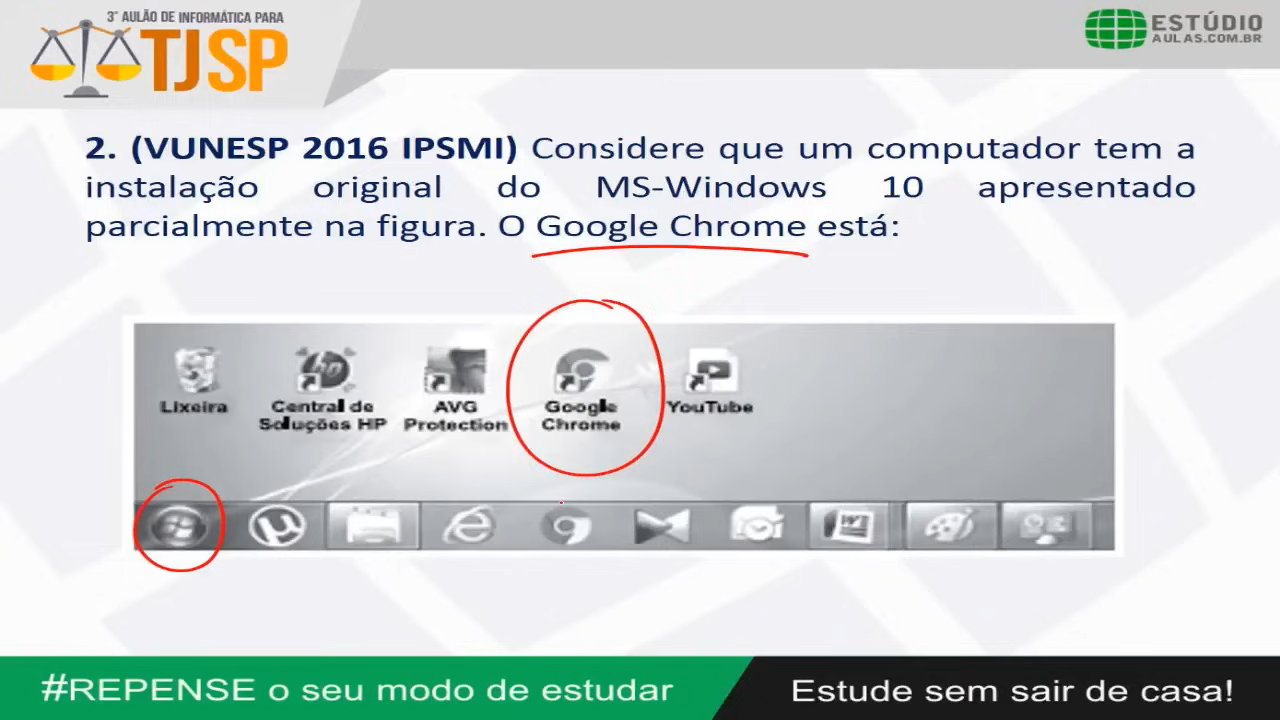 3º AULÃO DE INFORMÁTICA PARA
TJSP
ESTÚDIO
AULAS.COM.BR
2. (VUNESP 2016 IPSMI) Considere que um computador tem a
instalação original do MS-Windows 10 apresentado
parcialmente na figura. O Google Chrome está:
Lixeira
Central de
Soluções HP
AVG
Protection
Google
Chrome
YouTube
#REPENSE o seu modo de estudar
Estude sem sair de casa!